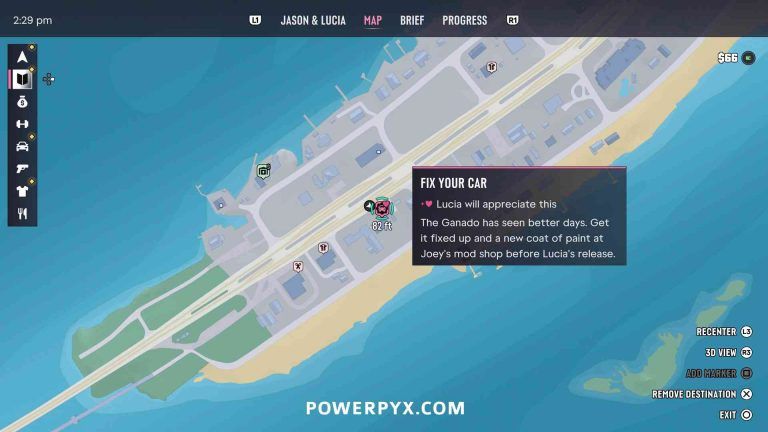 2:29 pm
L1 JASON & LUCIA MAP BRIEF PROGRESS R1
$66
FIX YOUR CAR
+ Lucia will appreciate this
The Ganado has seen better days. Get
it fixed up and a new coat of paint at
Joey's mod shop before Lucia's release.
82 ft
RECENTER L3
3D VIEW R3
ADD MARKER
REMOVE DESTINATION
EXIT
POWERPYX.COM